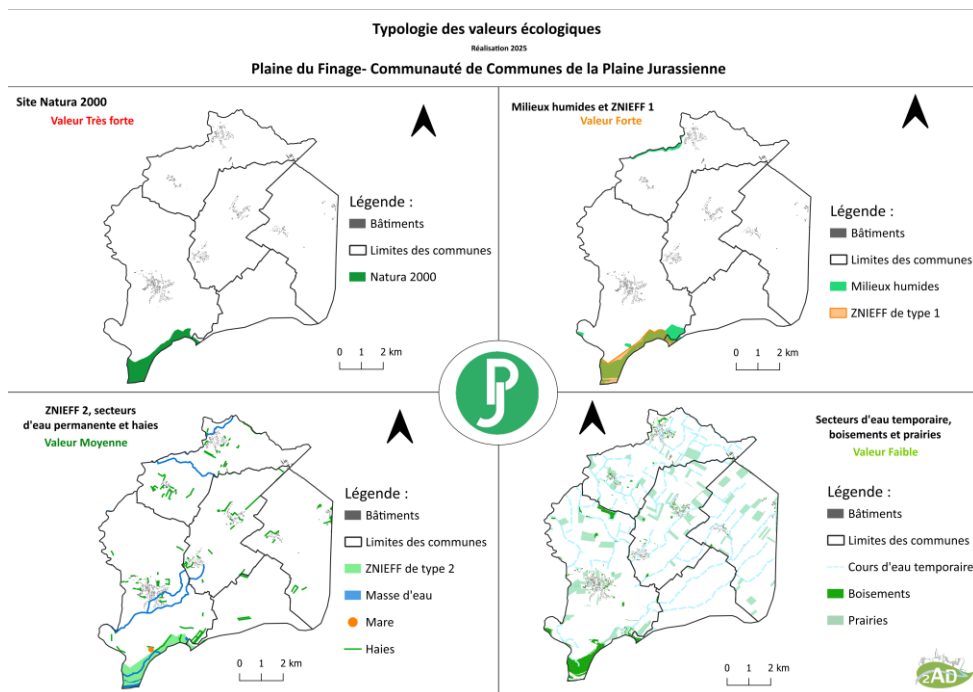 Typologie des valeurs écologiques
Réalisation 2025
Plaine du Finage- Communauté de Communes de la Plaine Jurassienne
Site Natura 2000
Valeur Très forte
Légende :
Bâtiments
Limites des communes
Natura 2000
0 1 2 km
Milieux humides et ZNIEFF 1
Valeur Forte
Légende :
Bâtiments
Limites des communes
Milieux humides
ZNIEFF de type 1
0 1 2 km
PJ
ZNIEFF 2, secteurs
d'eau permanente et haies
Valeur Moyenne
Légende :
Bâtiments
Limites des communes
ZNIEFF de type 2
Masse d'eau
Mare
Haies
0 1 2 km
Secteurs d'eau temporaire,
boisements et prairies
Valeur Faible
Légende :
Bâtiments
Limites des communes
Cours d'eau temporaire
Boisements
Prairies
0 1 2 km
2AD